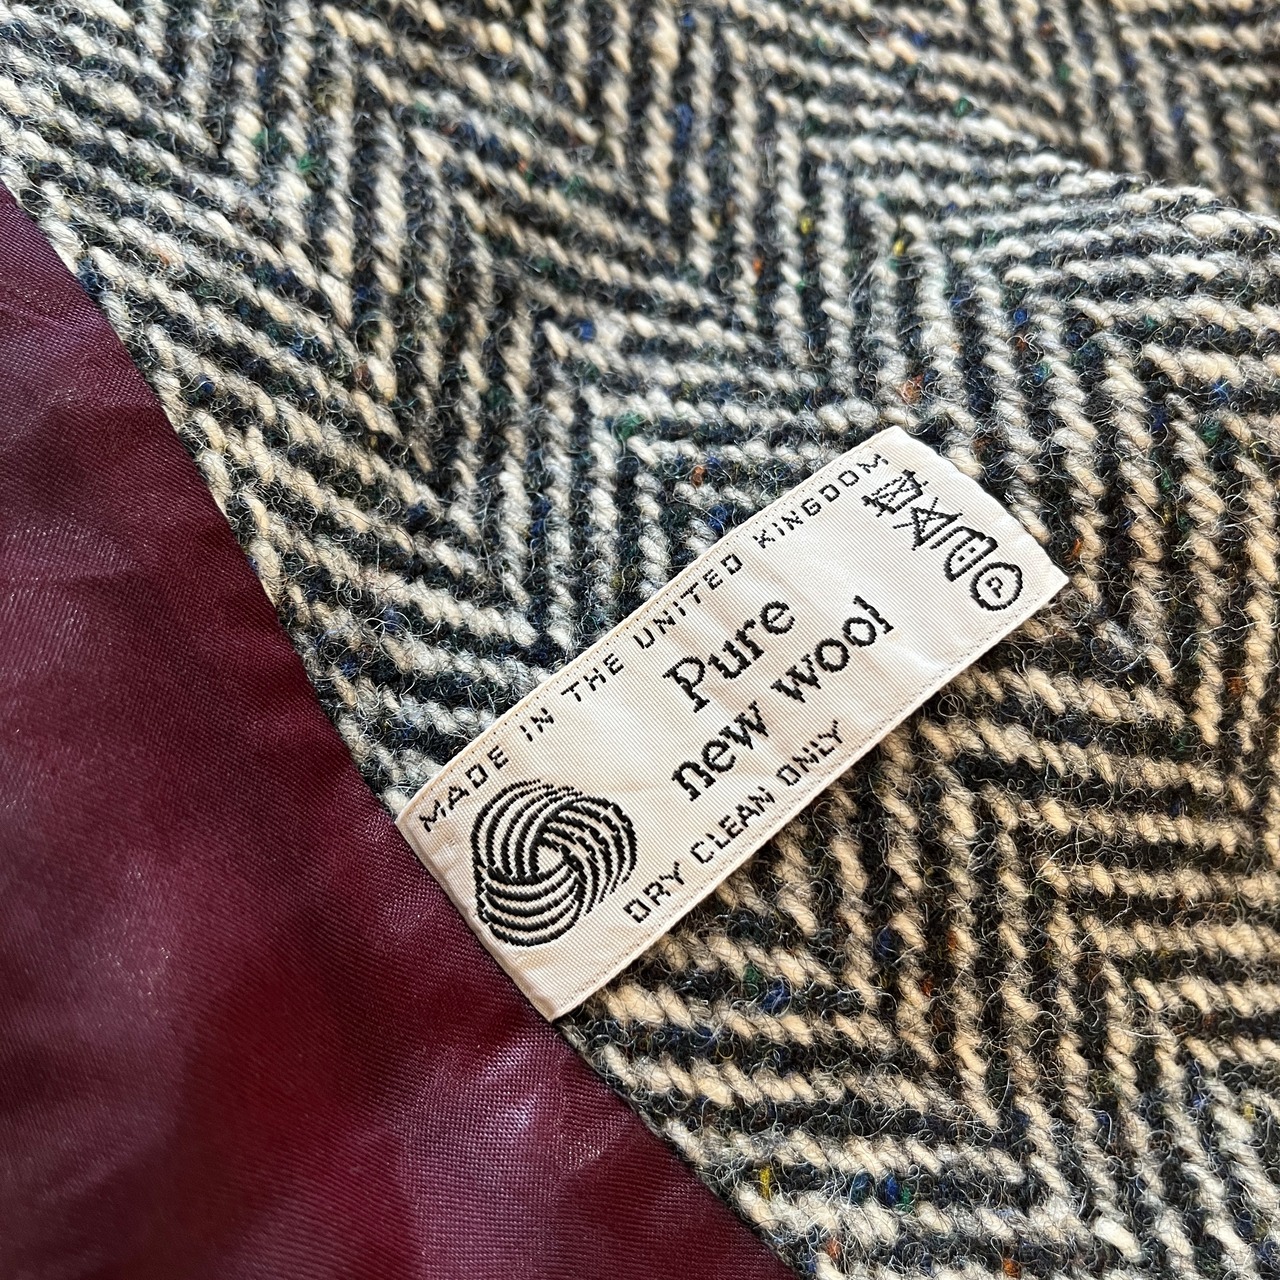 MADE IN THE UNITED KINGDOM
Pure
new wool
DRY CLEAN ONLY
P